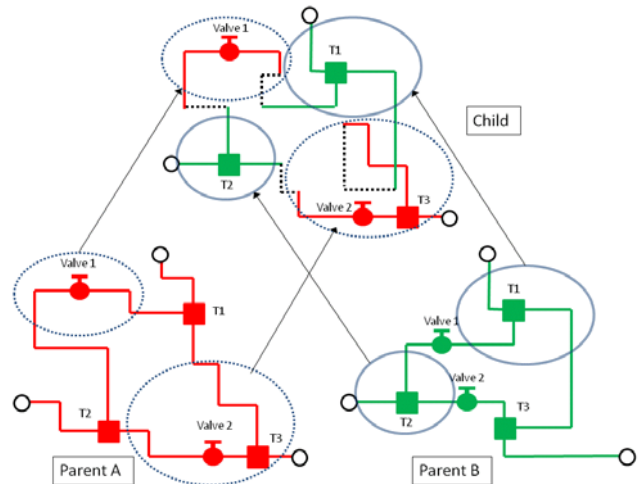 Valve 1
T1
Child
T2
Valve 2
T3
Valve 1
T1
T2
Valve 2
T3
Parent A
T1
Valve 1
Valve 2
T2
T3
Parent B